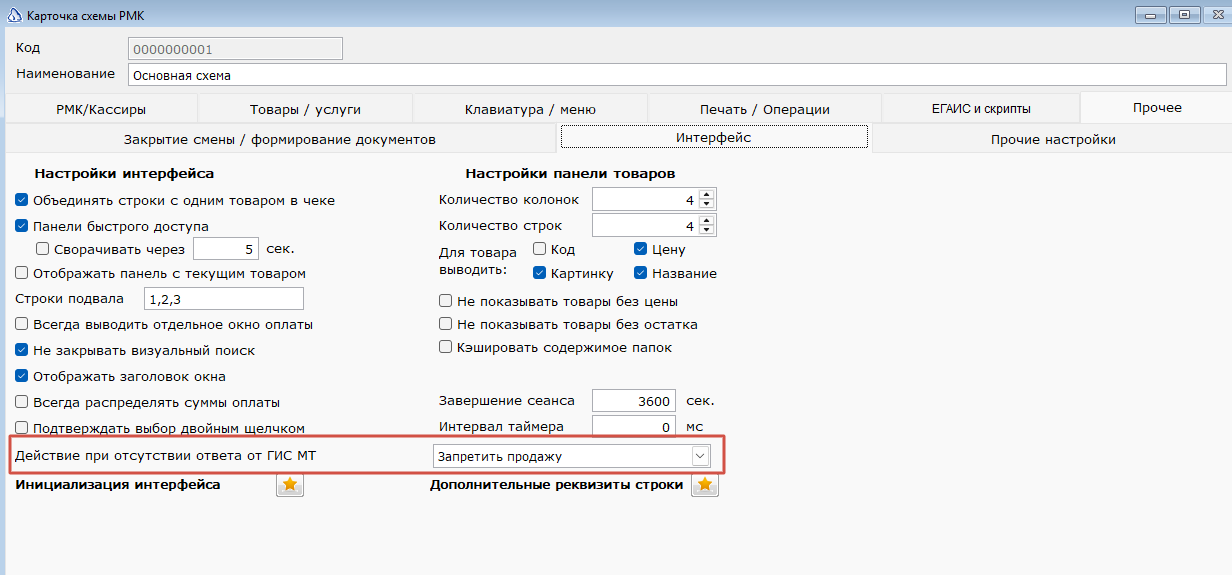 Карточка схемы РМК
Код 0000000001
Наименование Основная схема
РМК/Кассиры Товары / услуги Клавиатура / меню Печать / Операции ЕГАИС и скрипты Прочее
Закрытие смены / формирование документов Интерфейс Прочие настройки
Настройки интерфейса
Объединять строки с одним товаром в чеке
Панели быстрого доступа
Сворачивать через 5 сек.
Отображать панель с текущим товаром
Строки подвала 1,2,3
Всегда выводить отдельное окно оплаты
Не закрывать визуальный поиск
Отображать заголовок окна
Всегда распределять суммы оплаты
Подтверждать выбор двойным щелчком
Настройки панели товаров
Количество колонок 4
Количество строк 4
Для товара выводить:
Код Цену
Картинку Название
Не показывать товары без цены
Не показывать товары без остатка
Кэшировать содержимое папок
Завершение сеанса 3600 сек.
Интервал таймера 0 мс
Действие при отсутствии ответа от ГИС МТ Запретить продажу
Инициализация интерфейса Дополнительные реквизиты строки